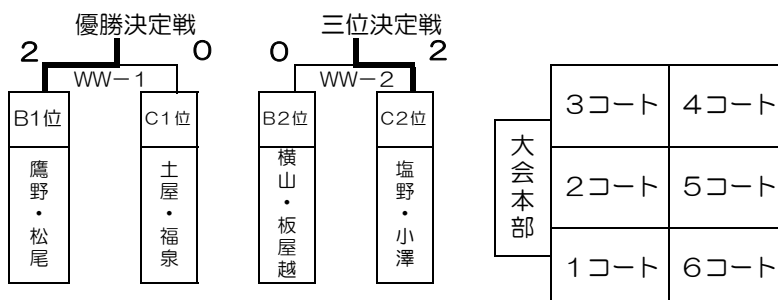 優勝決定戦
三位決定戦
2
0
0
2
WW−1
WW−2
B1位
C1位
B2位
C2位
鷹野・松尾
土屋・福泉
横山・板屋越
塩野・小澤
大会本部
3コート
4コート
2コート
5コート
1コート
6コート